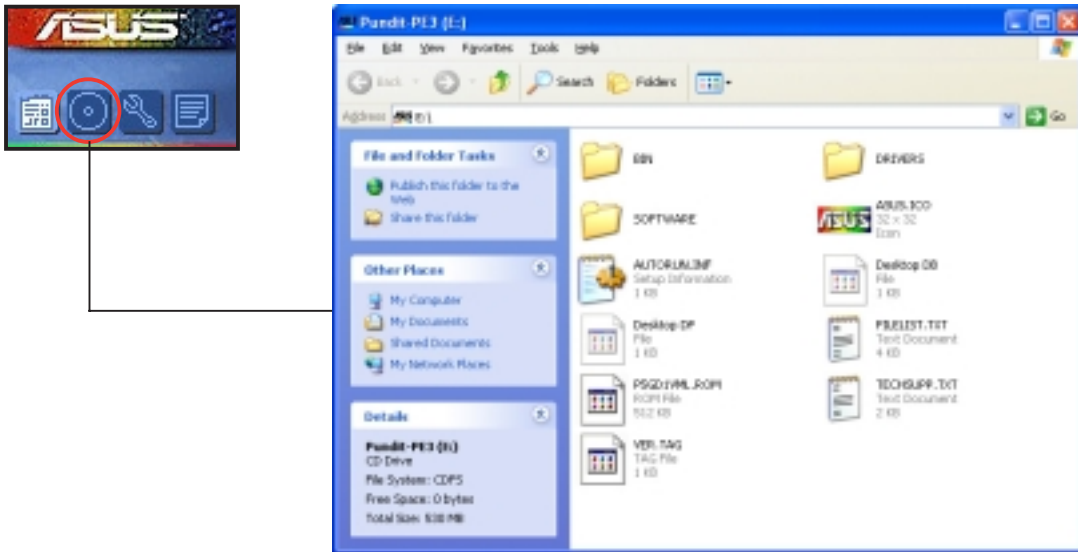 ASUS
Pundit-PE3 (E:)
File Edit View Favorites Tools Help
Back Search Folders
Address E:\ Go
File and Folder Tasks
Publish this folder to the
Web
Share this folder
Other Places
My Computer
My Documents
Shared Documents
My Network Places
Details
Pundit-PE3 (E:)
CD Drive
File System: CDFS
Free Space: 0 bytes
Total Size: 530 MB
BIN
DRIVERS
SOFTWARE
ASUS
ASUS.ICO
32 x 32
Icon
AUTORUN.INF
Setup Information
1 KB
Desktop DB
File
1 KB
Desktop DF
File
1 KB
FILELIST.TXT
Text Document
4 KB
ROM File
512 KB
TECHSUPP.TXT
Text Document
2 KB
VER.TAG
TAG File
1 KB